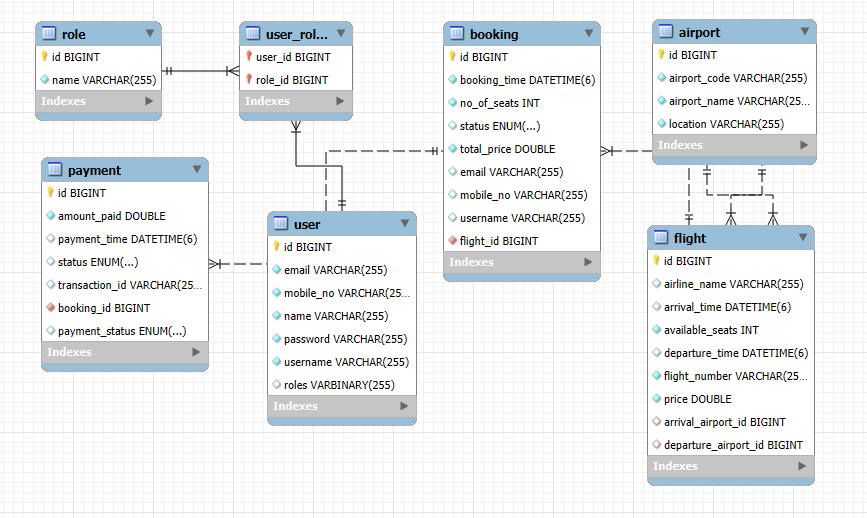 role
id BIGINT
name VARCHAR(255)
Indexes
user_rol...
user_id BIGINT
role_id BIGINT
Indexes
booking
id BIGINT
booking_time DATETIME(6)
no_of_seats INT
status ENUM(...)
total_price DOUBLE
email VARCHAR(255)
mobile_no VARCHAR(255)
username VARCHAR(255)
flight_id BIGINT
Indexes
airport
id BIGINT
airport_code VARCHAR(255)
airport_name VARCHAR(25...
location VARCHAR(255)
Indexes
payment
id BIGINT
amount_paid DOUBLE
payment_time DATETIME(6)
status ENUM(...)
transaction_id VARCHAR(25...
booking_id BIGINT
payment_status ENUM(...)
Indexes
user
id BIGINT
email VARCHAR(255)
mobile_no VARCHAR(25...
name VARCHAR(255)
password VARCHAR(255)
username VARCHAR(255)
roles VARBINARY(255)
Indexes
flight
id BIGINT
airline_name VARCHAR(255)
arrival_time DATETIME(6)
available_seats INT
departure_time DATETIME(6)
flight_number VARCHAR(25...
price DOUBLE
arrival_airport_id BIGINT
departure_airport_id BIGINT
Indexes